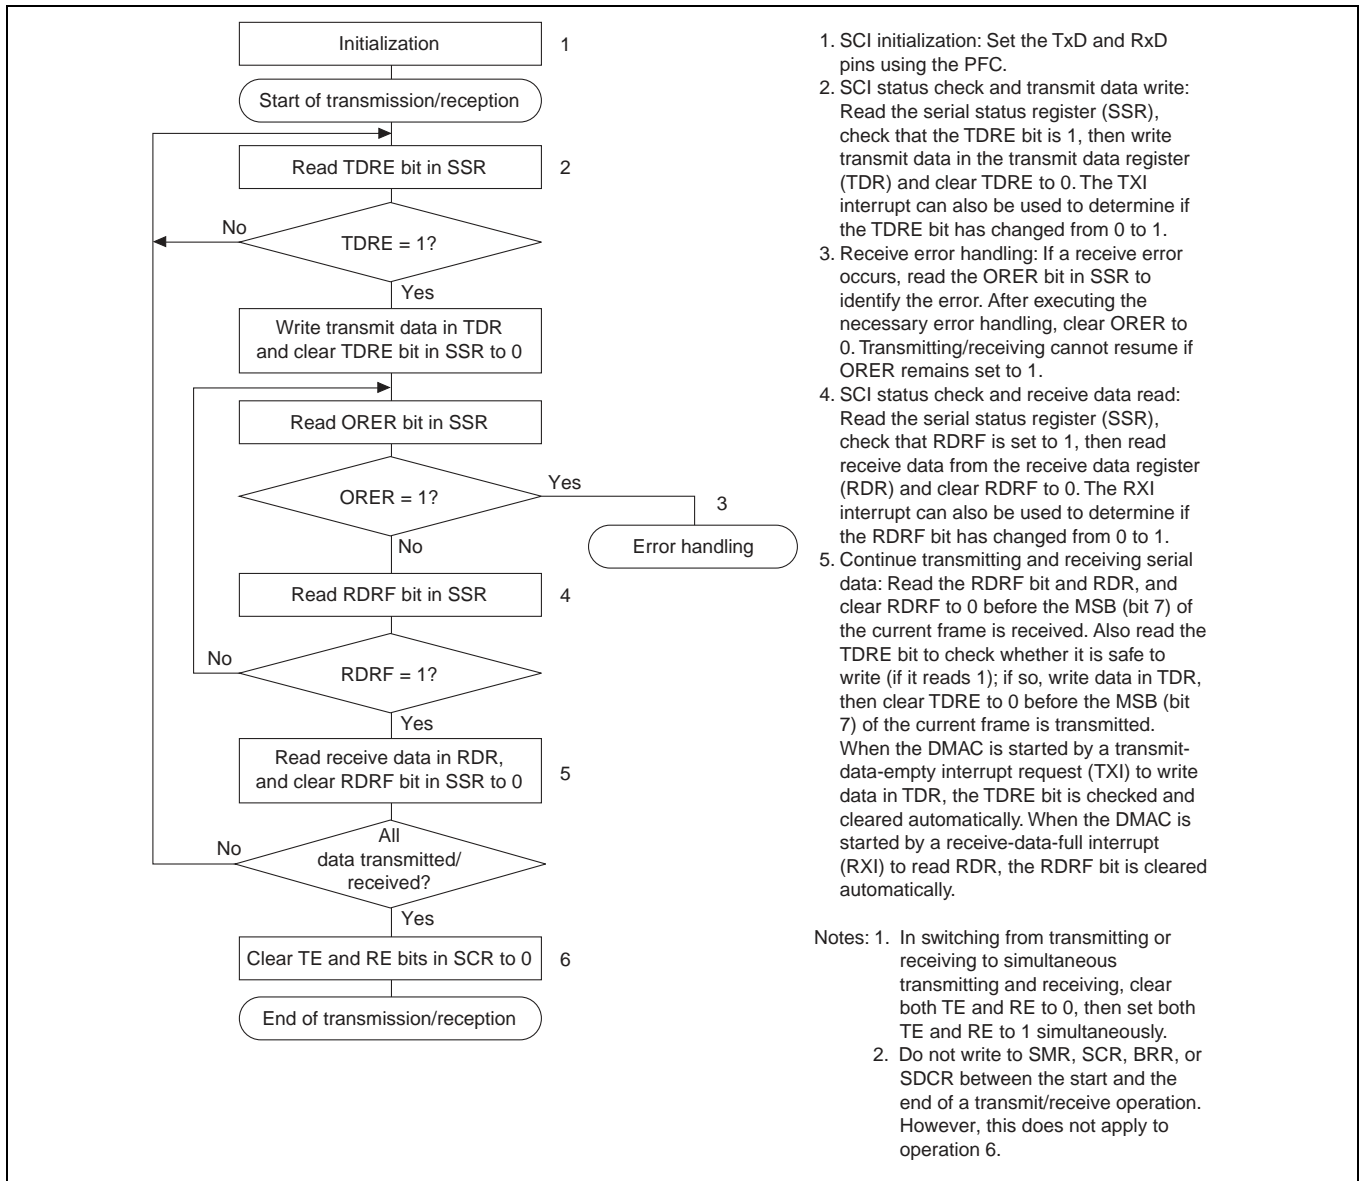 Initialization
1
Start of transmission/reception
Read TDRE bit in SSR
2
No
TDRE = 1?
Yes
Write transmit data in TDR
and clear TDRE bit in SSR to 0
Read ORER bit in SSR
Yes
ORER = 1?
3
No
Error handling
Read RDRF bit in SSR
4
No
RDRF = 1?
Yes
Read receive data in RDR,
and clear RDRF bit in SSR to 0
5
All
No
data transmitted/
received?
Yes
Clear TE and RE bits in SCR to 0
6
End of transmission/reception
1. SCI initialization: Set the TxD and RxD
pins using the PFC.
2. SCI status check and transmit data write:
Read the serial status register (SSR),
check that the TDRE bit is 1, then write
transmit data in the transmit data register
(TDR) and clear TDRE to 0. The TXI
interrupt can also be used to determine if
the TDRE bit has changed from 0 to 1.
3. Receive error handling: If a receive error
occurs, read the ORER bit in SSR to
identify the error. After executing the
necessary error handling, clear ORER to
0. Transmitting/receiving cannot resume if
ORER remains set to 1.
4. SCI status check and receive data read:
Read the serial status register (SSR),
check that RDRF is set to 1, then read
receive data from the receive data register
(RDR) and clear RDRF to 0. The RXI
interrupt can also be used to determine if
the RDRF bit has changed from 0 to 1.
5. Continue transmitting and receiving serial
data: Read the RDRF bit and RDR, and
clear RDRF to 0 before the MSB (bit 7) of
the current frame is received. Also read the
TDRE bit to check whether it is safe to
write (if it reads 1); if so, write data in TDR,
then clear TDRE to 0 before the MSB (bit
7) of the current frame is transmitted.
When the DMAC is started by a transmit-
data-empty interrupt request (TXI) to write
data in TDR, the TDRE bit is checked and
cleared automatically. When the DMAC is
started by a receive-data-full interrupt
(RXI) to read RDR, the RDRF bit is cleared
automatically.
Notes: 1. In switching from transmitting or
receiving to simultaneous
transmitting and receiving, clear
both TE and RE to 0, then set both
TE and RE to 1 simultaneously.
2. Do not write to SMR, SCR, BRR, or
SDCR between the start and the
end of a transmit/receive operation.
However, this does not apply to
operation 6.